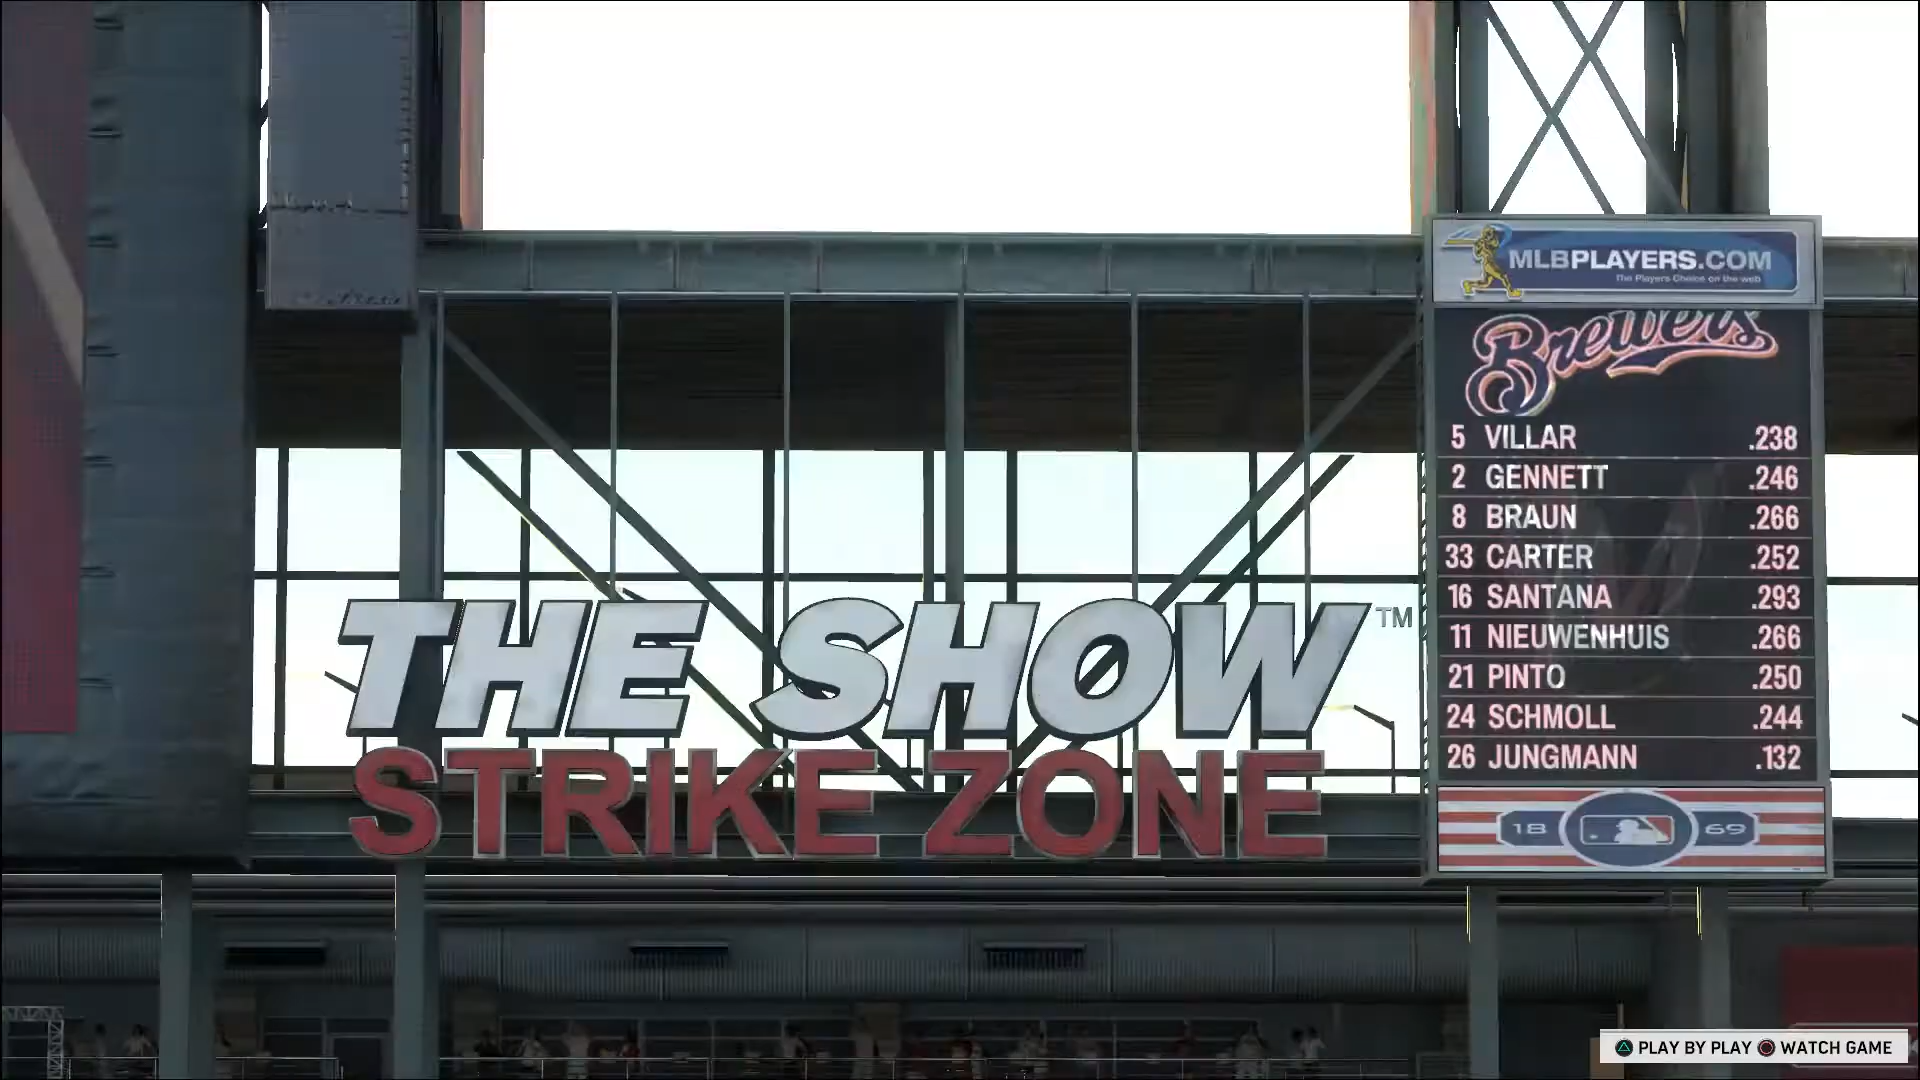 MLBPLAYERS.COM
The Players Choice on the web
Brewers
5 VILLAR .238
2 GENNETT .246
8 BRAUN .266
33 CARTER .252
16 SANTANA .293
11 NIEUWENHUIS .266
21 PINTO .250
24 SCHMOLL .244
26 JUNGMANN .132
18 69
THE SHOW™
STRIKE ZONE
PLAY BY PLAY WATCH GAME